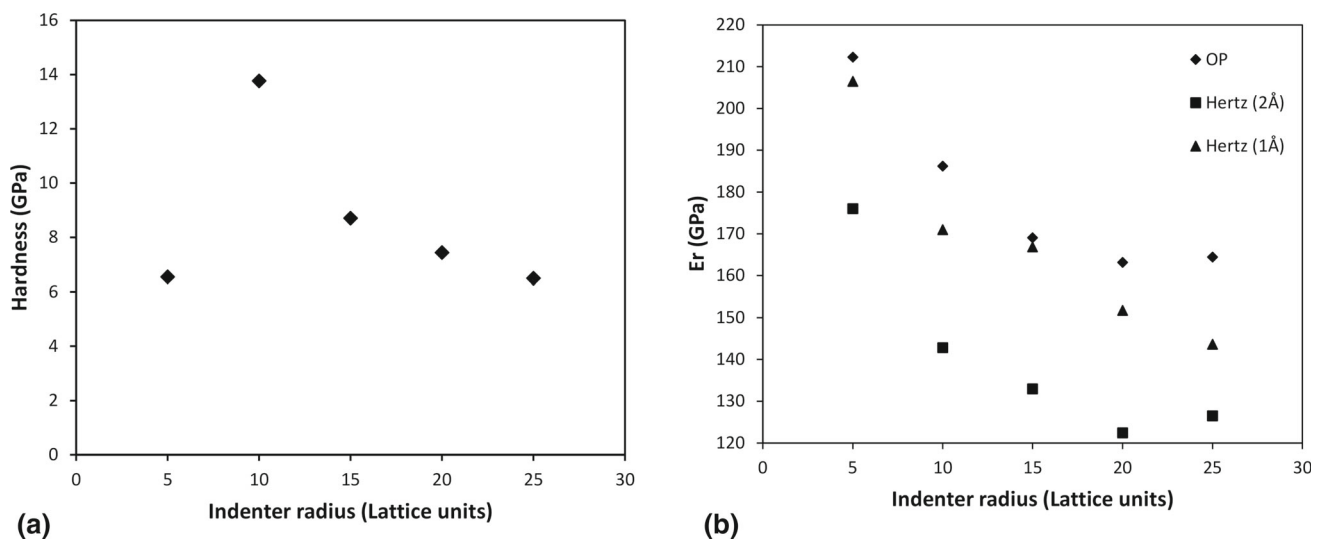 16
14
12
10
8
6
4
2
0
Hardness (GPa)
0 5 10 15 20 25 30
Indenter radius (Lattice units)
(a)
220
210
200
190
180
170
160
150
140
130
120
Er (GPa)
OP
Hertz (2Å)
Hertz (1Å)
0 5 10 15 20 25 30
Indenter radius (Lattice units)
(b)